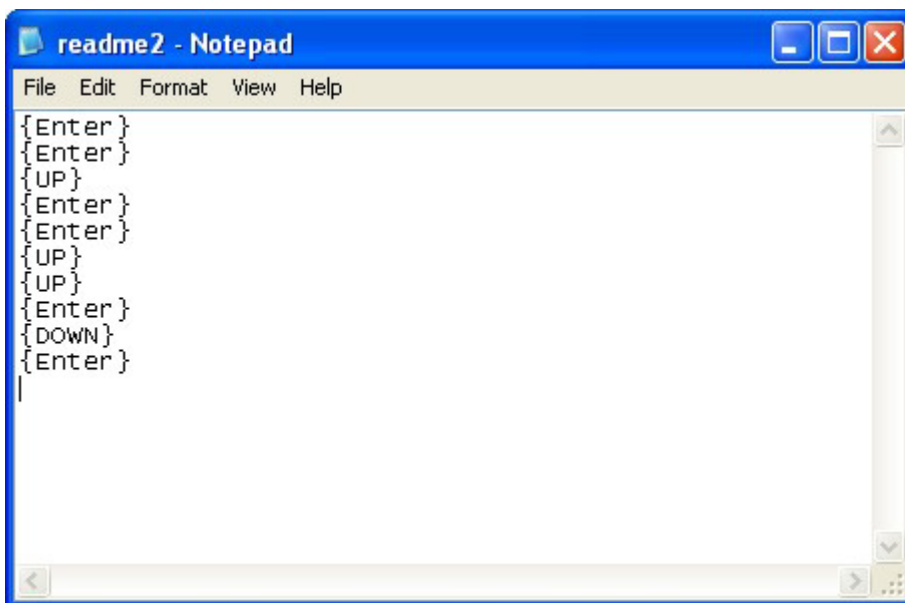 readme2 - Notepad
File Edit Format View Help
{Enter}
{Enter}
{UP}
{Enter}
{Enter}
{UP}
{UP}
{Enter}
{DOWN}
{Enter}